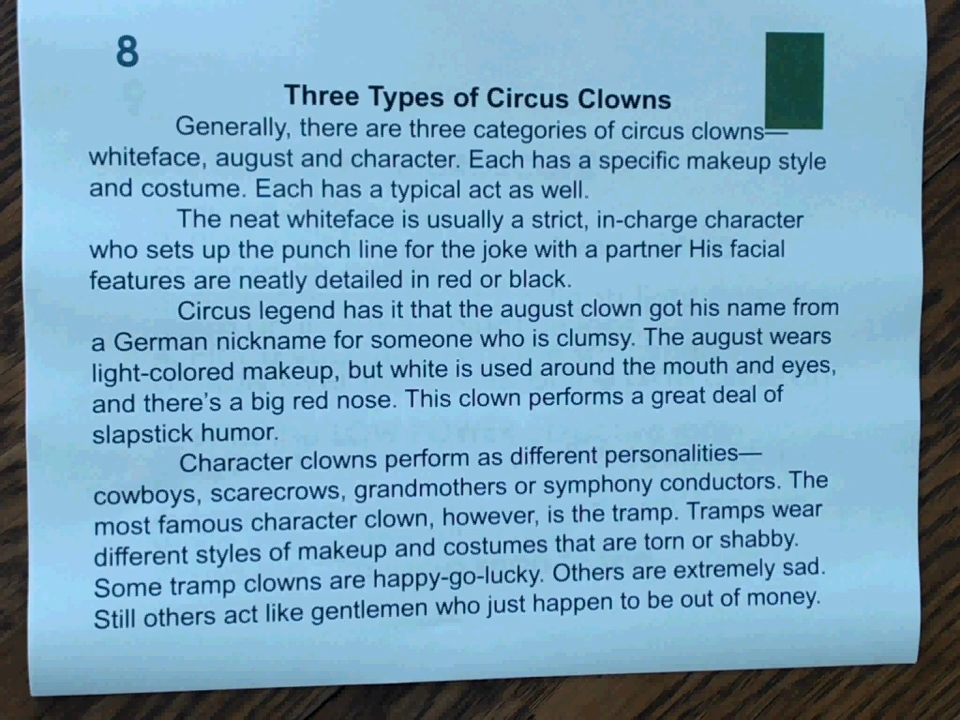 8
Three Types of Circus Clowns
Generally, there are three categories of circus clowns—
whiteface, august and character. Each has a specific makeup style
and costume. Each has a typical act as well.
The neat whiteface is usually a strict, in-charge character
who sets up the punch line for the joke with a partner His facial
features are neatly detailed in red or black.
Circus legend has it that the august clown got his name from
a German nickname for someone who is clumsy. The august wears
light-colored makeup, but white is used around the mouth and eyes,
and there's a big red nose. This clown performs a great deal of
slapstick humor.
Character clowns perform as different personalities—
cowboys, scarecrows, grandmothers or symphony conductors. The
most famous character clown, however, is the tramp. Tramps wear
different styles of makeup and costumes that are torn or shabby.
Some tramp clowns are happy-go-lucky. Others are extremely sad.
Still others act like gentlemen who just happen to be out of money.